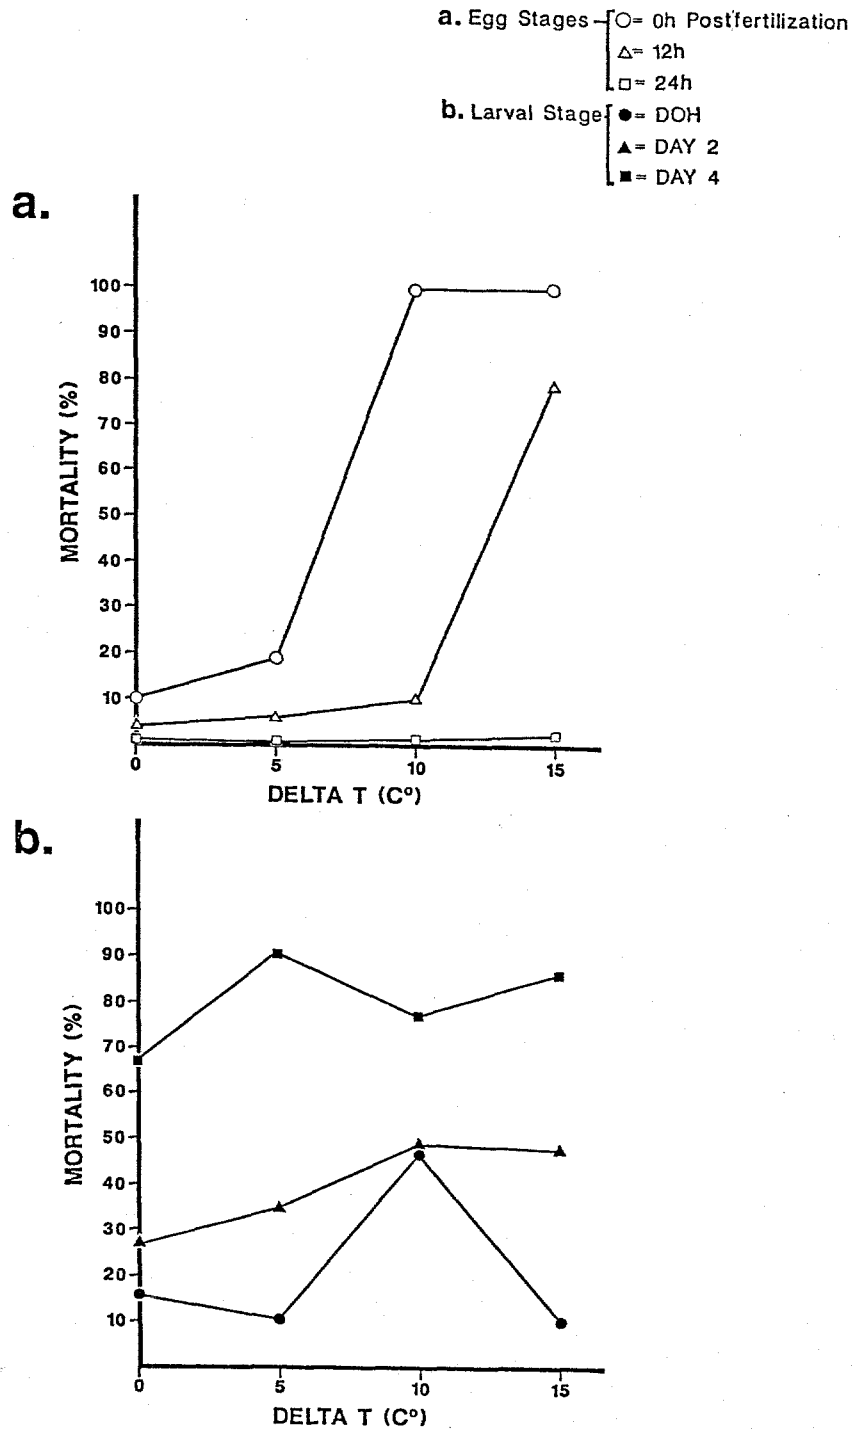 a. Egg Stages ○= 0h Postfertilization
△= 12h
□= 24h
b. Larval Stage ●= DOH
▲= DAY 2
■= DAY 4
a.
100
90
80
70
60
50
40
30
20
10
MORTALITY (%)
0 5 10 15
DELTA T (C°)
b.
100
90
80
70
60
50
40
30
20
10
MORTALITY (%)
0 5 10 15
DELTA T (C°)